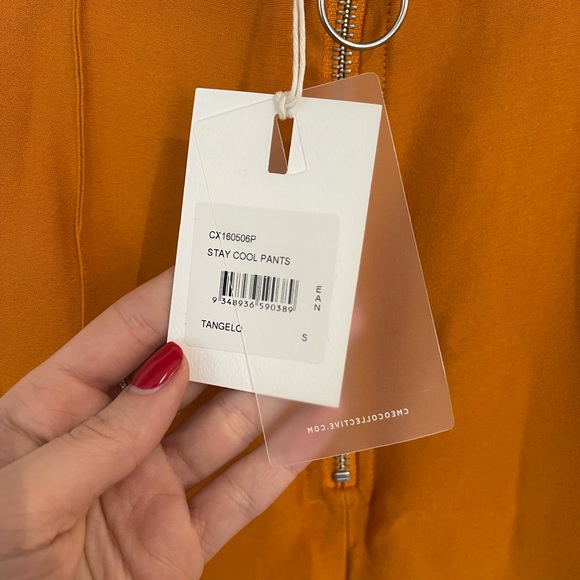 CX160506P
STAY COOL PANTS
EAN
9 348936 590389
TANGELO
S
CMEOCOLLECTIVE.COM